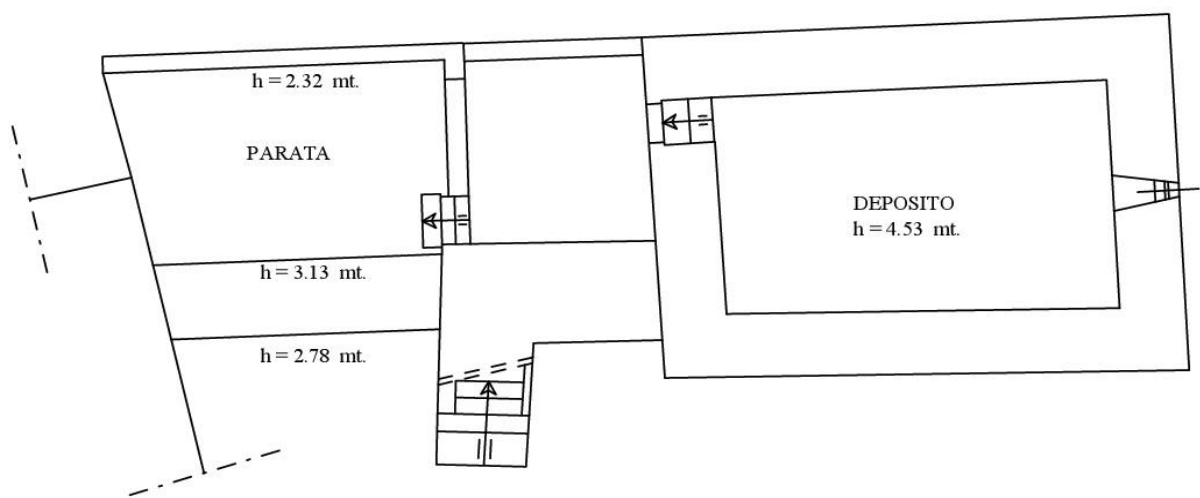 h = 2.32 mt.
PARATA
DEPOSITO
h = 4.53 mt.
h = 3.13 mt.
h = 2.78 mt.